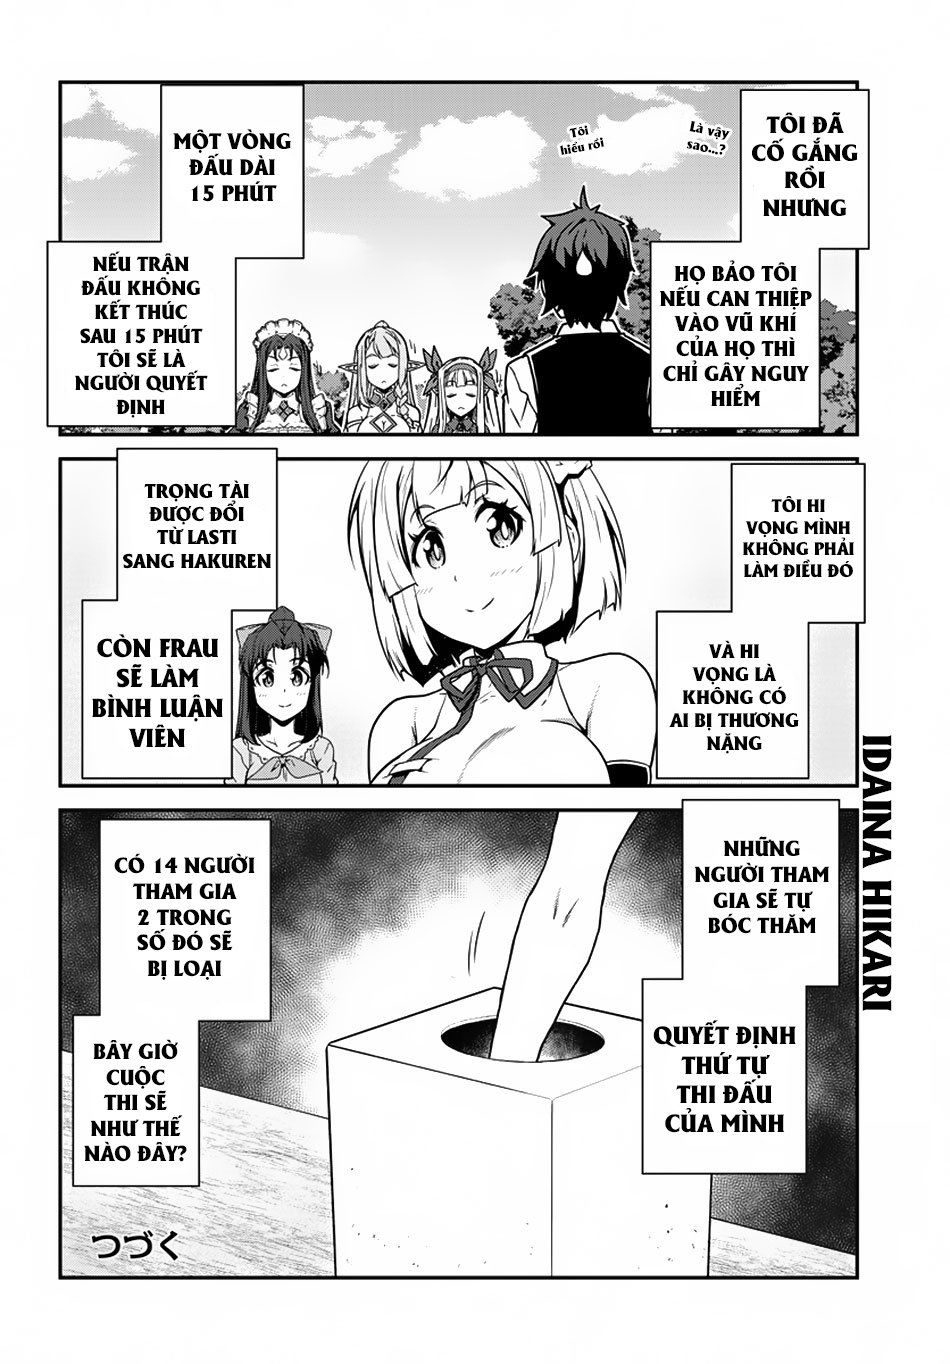 TÔI ĐÃ
CỐ GẮNG
RỒI
NHƯNG
Là vậy
sao...?
Tôi
hiểu rồi
HỌ BẢO TÔI
NẾU CAN THIỆP
VÀO VŨ KHÍ
CỦA HỌ THÌ
CHỈ GÂY NGUY
HIỂM
MỘT VÒNG
ĐẤU DÀI
15 PHÚT
NẾU TRẬN
ĐẤU KHÔNG
KẾT THÚC
SAU 15 PHÚT
TÔI SẼ LÀ
NGƯỜI QUYẾT
ĐỊNH
TÔI HI
VỌNG MÌNH
KHÔNG PHẢI
LÀM ĐIỀU ĐÓ
VÀ HI
VỌNG LÀ
KHÔNG CÓ
AI BỊ THƯƠNG
NẶNG
TRỌNG TÀI
ĐƯỢC ĐỔI
TỪ LASTI
SANG HAKUREN
CÒN FRAU
SẼ LÀM
BÌNH LUẬN
VIÊN
NHỮNG
NGƯỜI THAM
GIA SẼ TỰ
BÓC THĂM
QUYẾT ĐỊNH
THỨ TỰ
THI ĐẤU
CỦA MÌNH
CÓ 14 NGƯỜI
THAM GIA
2 TRONG
SỐ ĐÓ SẼ
BỊ LOẠI
BÂY GIỜ
CUỘC
THI SẼ
NHƯ THẾ
NÀO ĐÂY?
つづく
IDAINA HIKARI